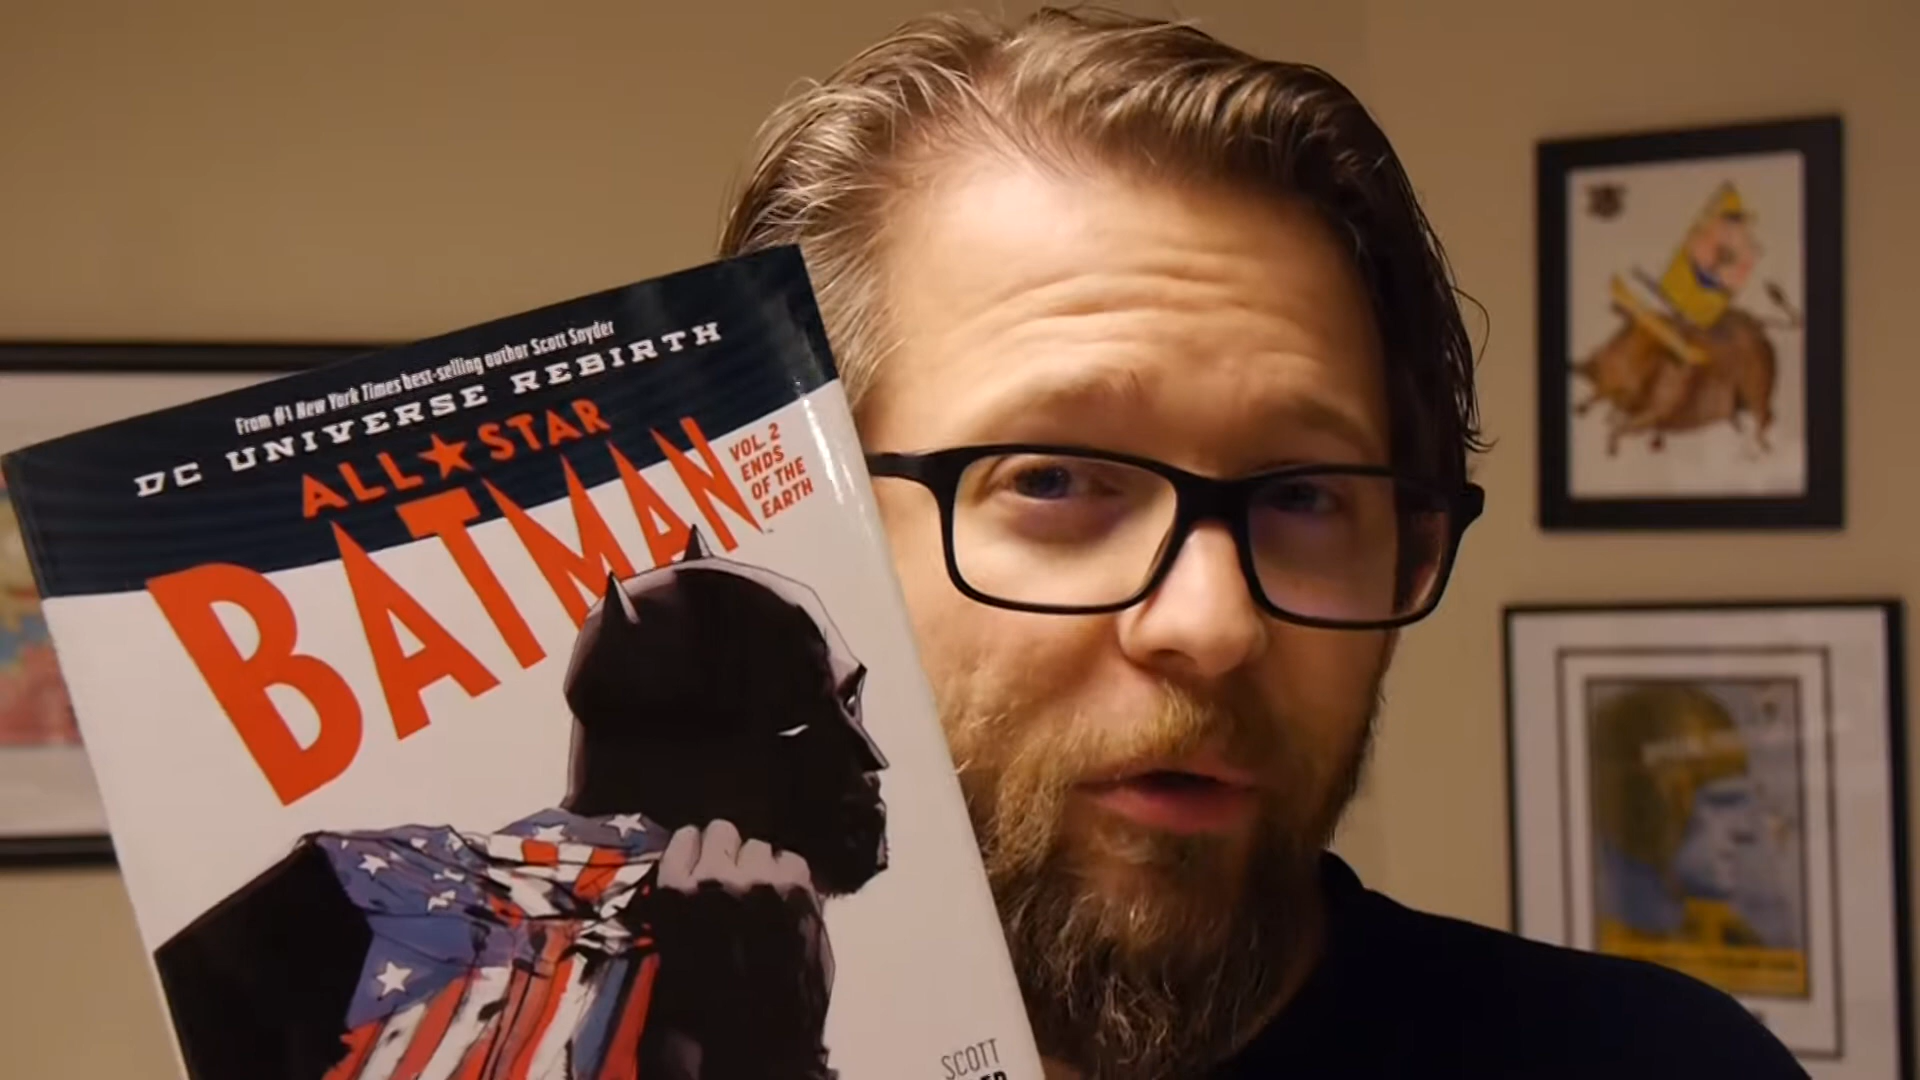 From #1 New York Times best-selling author Scott Snyder
DC UNIVERSE REBIRTH
ALL★STAR
BATMAN
VOL. 2
ENDS
OF THE
EARTH
SCOTT